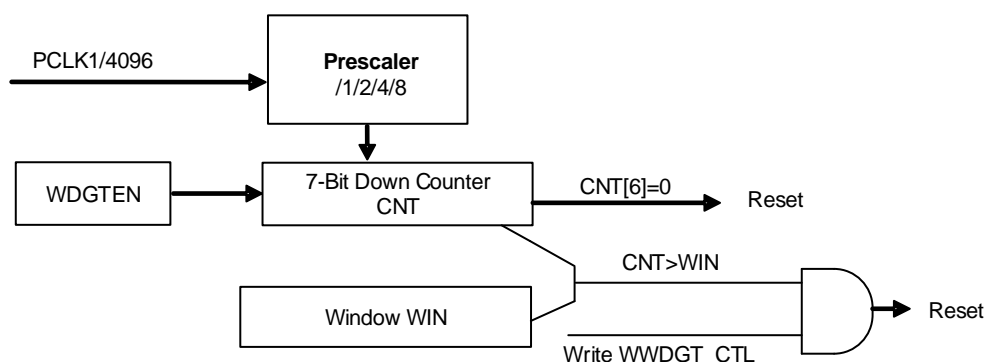 PCLK1/4096
Prescaler
/1/2/4/8
WDGTEN
7-Bit Down Counter
CNT
CNT[6]=0
Reset
CNT>WIN
Window WIN
Reset
Write WWDGT_CTL